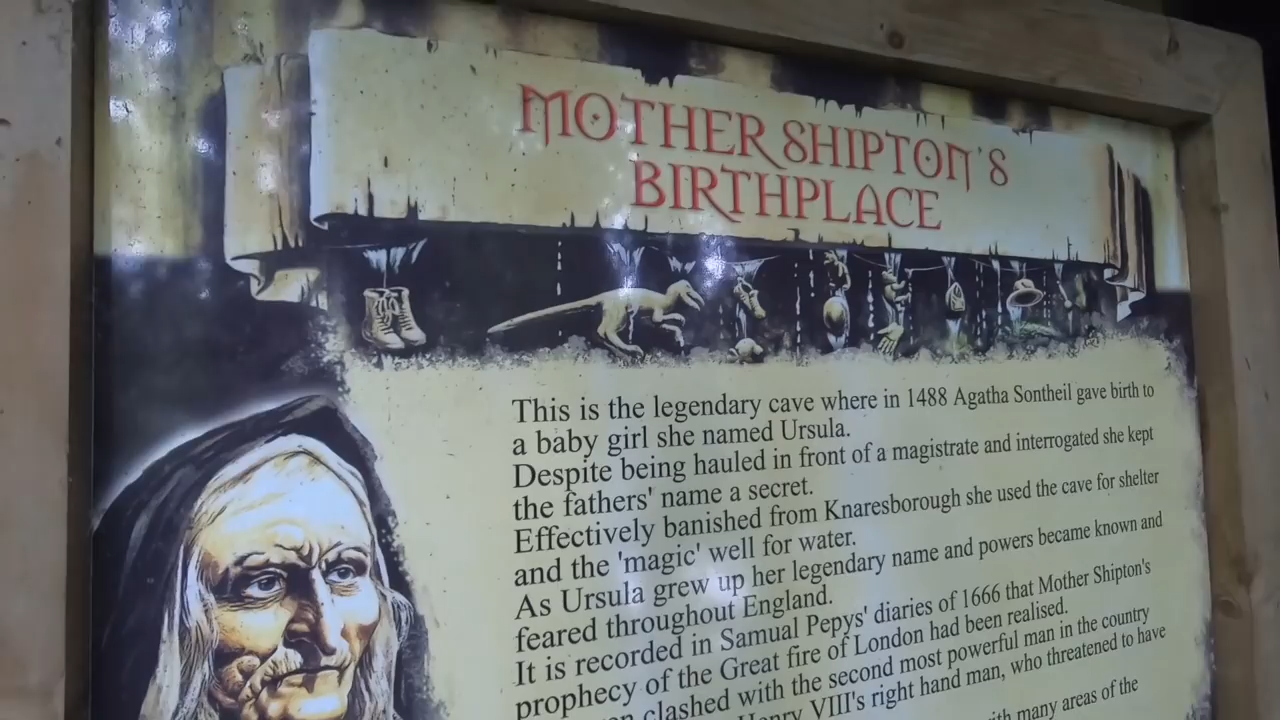 MOTHER SHIPTON'S
BIRTHPLACE
This is the legendary cave where in 1488 Agatha Sontheil gave birth to
a baby girl she named Ursula.
Despite being hauled in front of a magistrate and interrogated she kept
the fathers' name a secret.
Effectively banished from Knaresborough she used the cave for shelter
and the 'magic' well for water.
As Ursula grew up her legendary name and powers became known and
feared throughout England.
It is recorded in Samual Pepys' diaries of 1666 that Mother Shipton's
prophecy of the Great fire of London had been realised.
clashed with the second most powerful man in the country
Henry VIII's right hand man, who threatened to have
with many areas of the